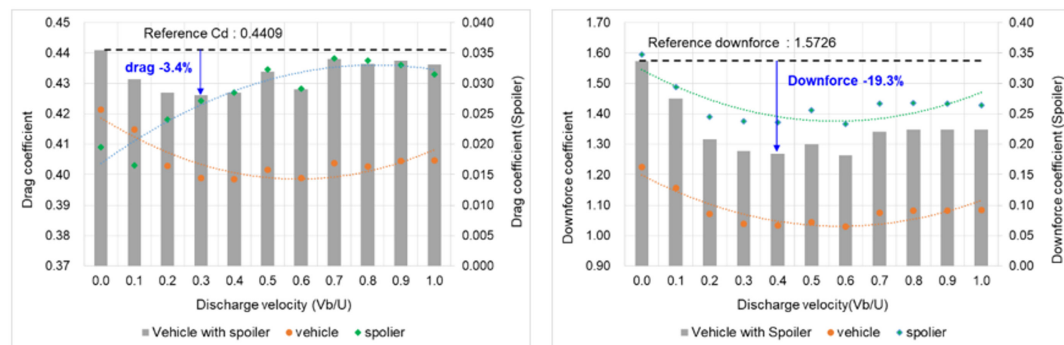 0.45
0.44
0.43
0.42
0.41
0.40
0.39
0.38
0.37
Drag coefficient
Reference Cd : 0.4409
drag -3.4%
0.040
0.035
0.030
0.025
0.020
0.015
0.010
0.005
0.000
Drag coefficient (Spoiler)
0.0 0.1 0.2 0.3 0.4 0.5 0.6 0.7 0.8 0.9 1.0
Discharge velocity (Vb/U)
Vehicle with spoiler vehicle spolier
1.70
1.60
1.50
1.40
1.30
1.20
1.10
1.00
0.90
Downforce coefficient
Reference downforce : 1.5726
Downforce -19.3%
0.40
0.35
0.30
0.25
0.20
0.15
0.10
0.05
0.00
Downforce coefficient (Spoiler)
0.0 0.1 0.2 0.3 0.4 0.5 0.6 0.7 0.8 0.9 1.0
Discharge velocity(Vb/U)
Vehicle with Spoiler vehicle spolier